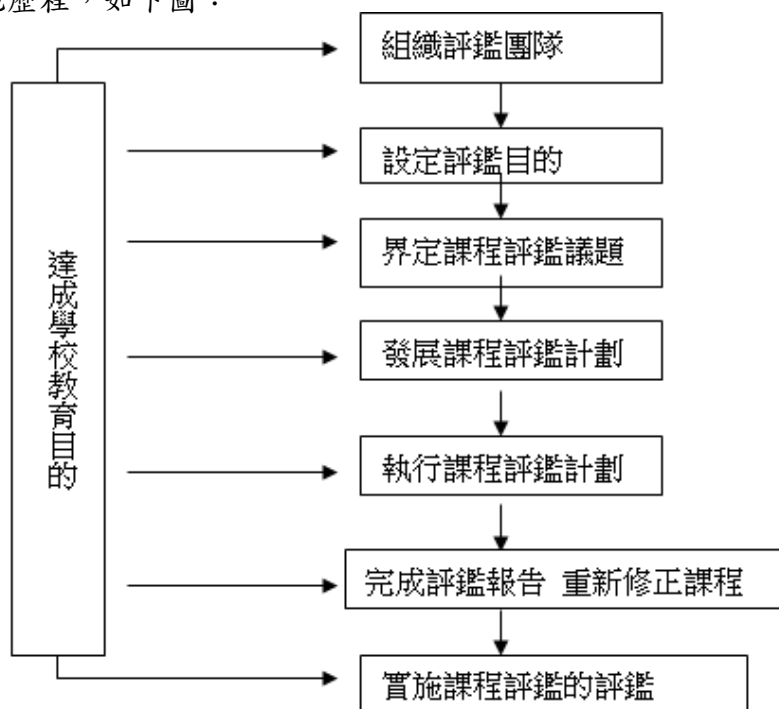 施歷程，如下圖：
組織評鑑團隊
設定評鑑目的
界定課程評鑑議題
達成學校教育目的
發展課程評鑑計劃
執行課程評鑑計劃
完成評鑑報告 重新修正課程
實施課程評鑑的評鑑